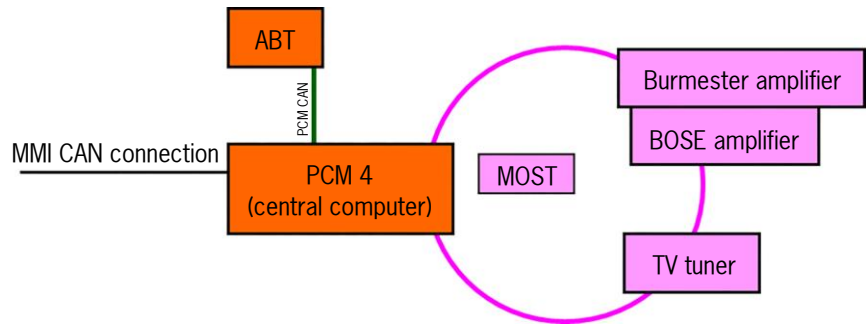 ABT
PCM CAN
Burmester amplifier
BOSE amplifier
MMI CAN connection
PCM 4
(central computer)
MOST
TV tuner